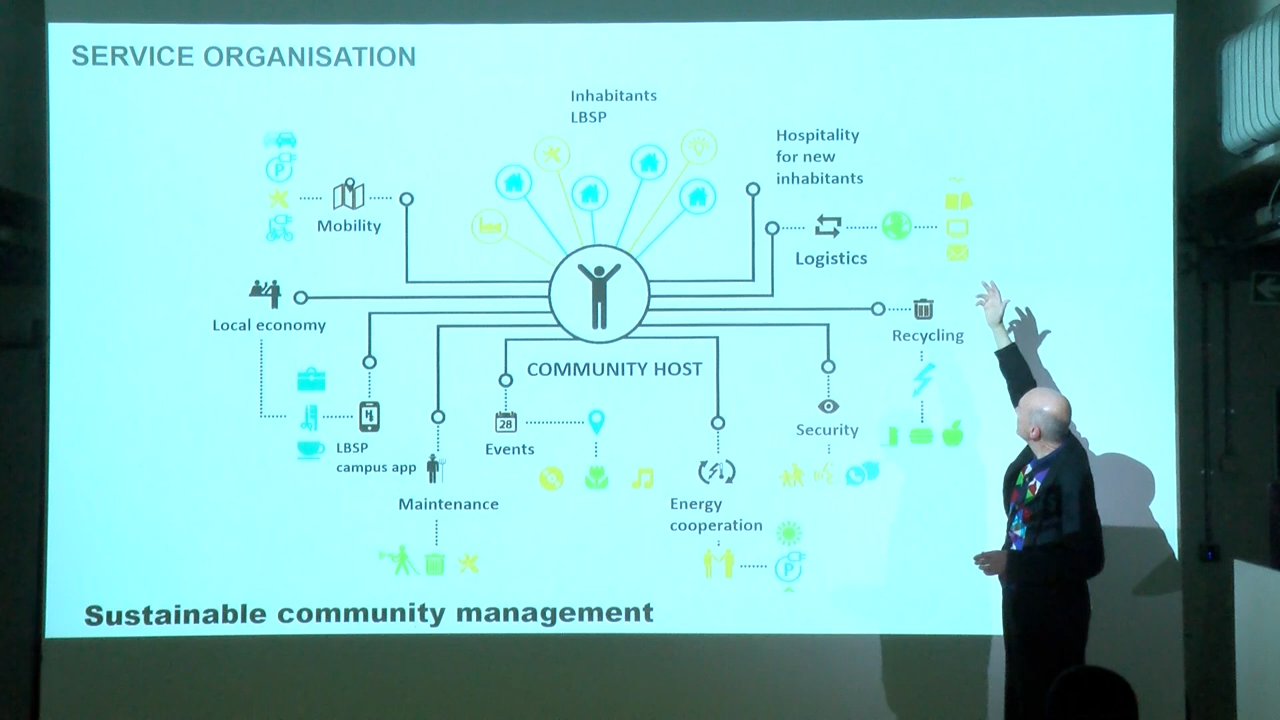 SERVICE ORGANISATION
Inhabitants
LBSP
Hospitality
for new
inhabitants
P
Mobility
Logistics
Local economy
Recycling
COMMUNITY HOST
28
LBSP
campus app
Events
Security
Maintenance
Energy
cooperation
P
Sustainable community management